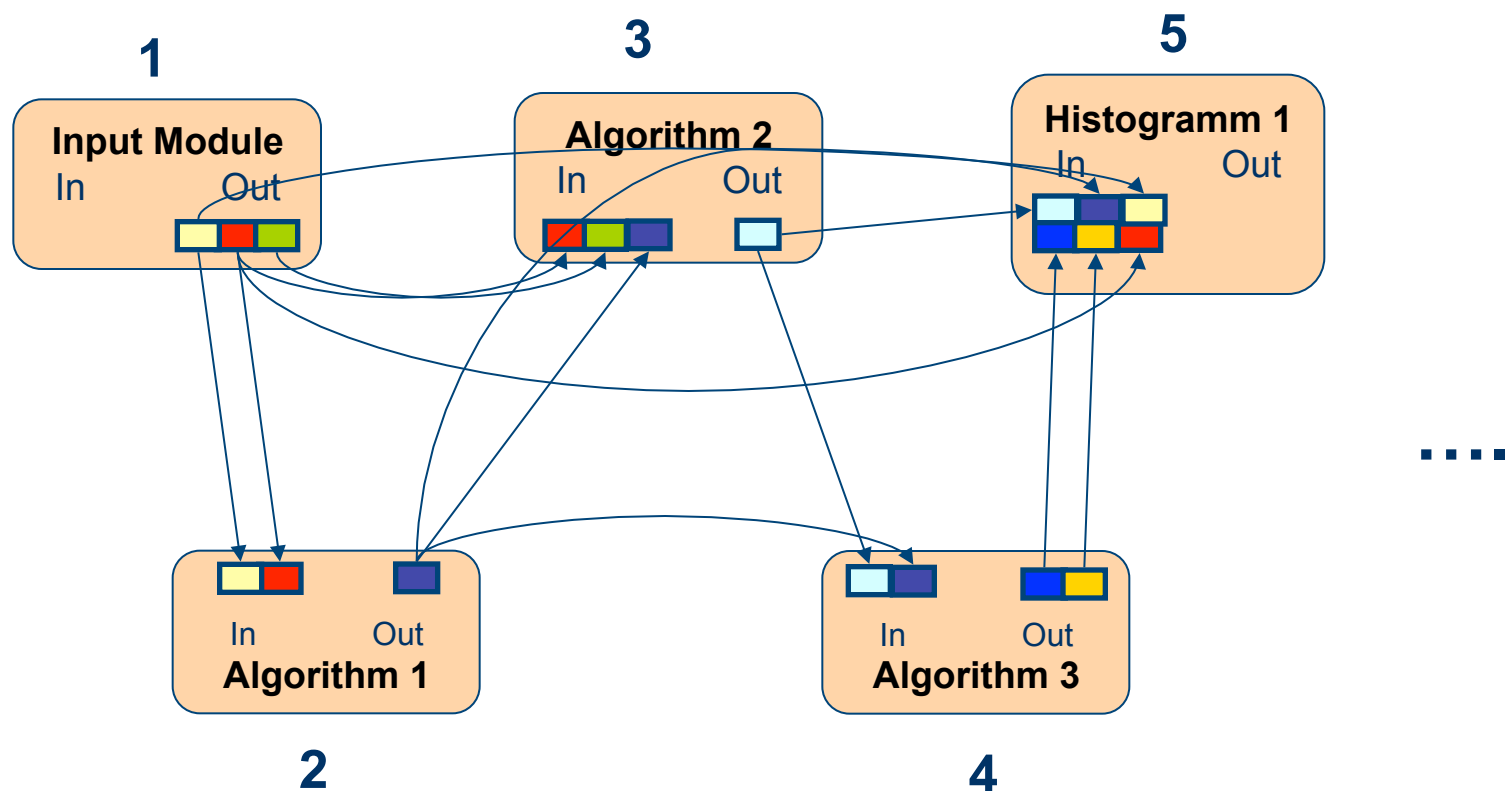 1
Input Module
In Out
3
Algorithm 2
In Out
5
Histogramm 1
In Out
In Out
Algorithm 1
2
In Out
Algorithm 3
4
....